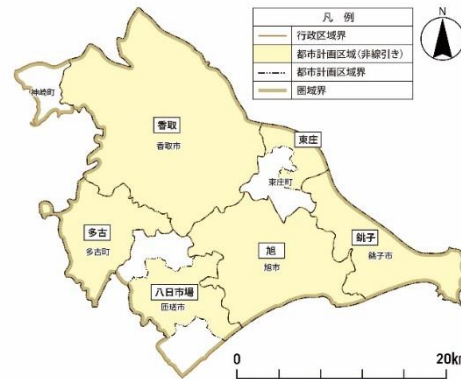 凡 例
行政区域界
都市計画区域(非線引き)
都市計画区域界
圏域界
N
神崎町
香取
香取市
東庄
東庄町
多古
多古町
旭
旭市
銚子
銚子市
八日市場
匝瑳市
0 20km